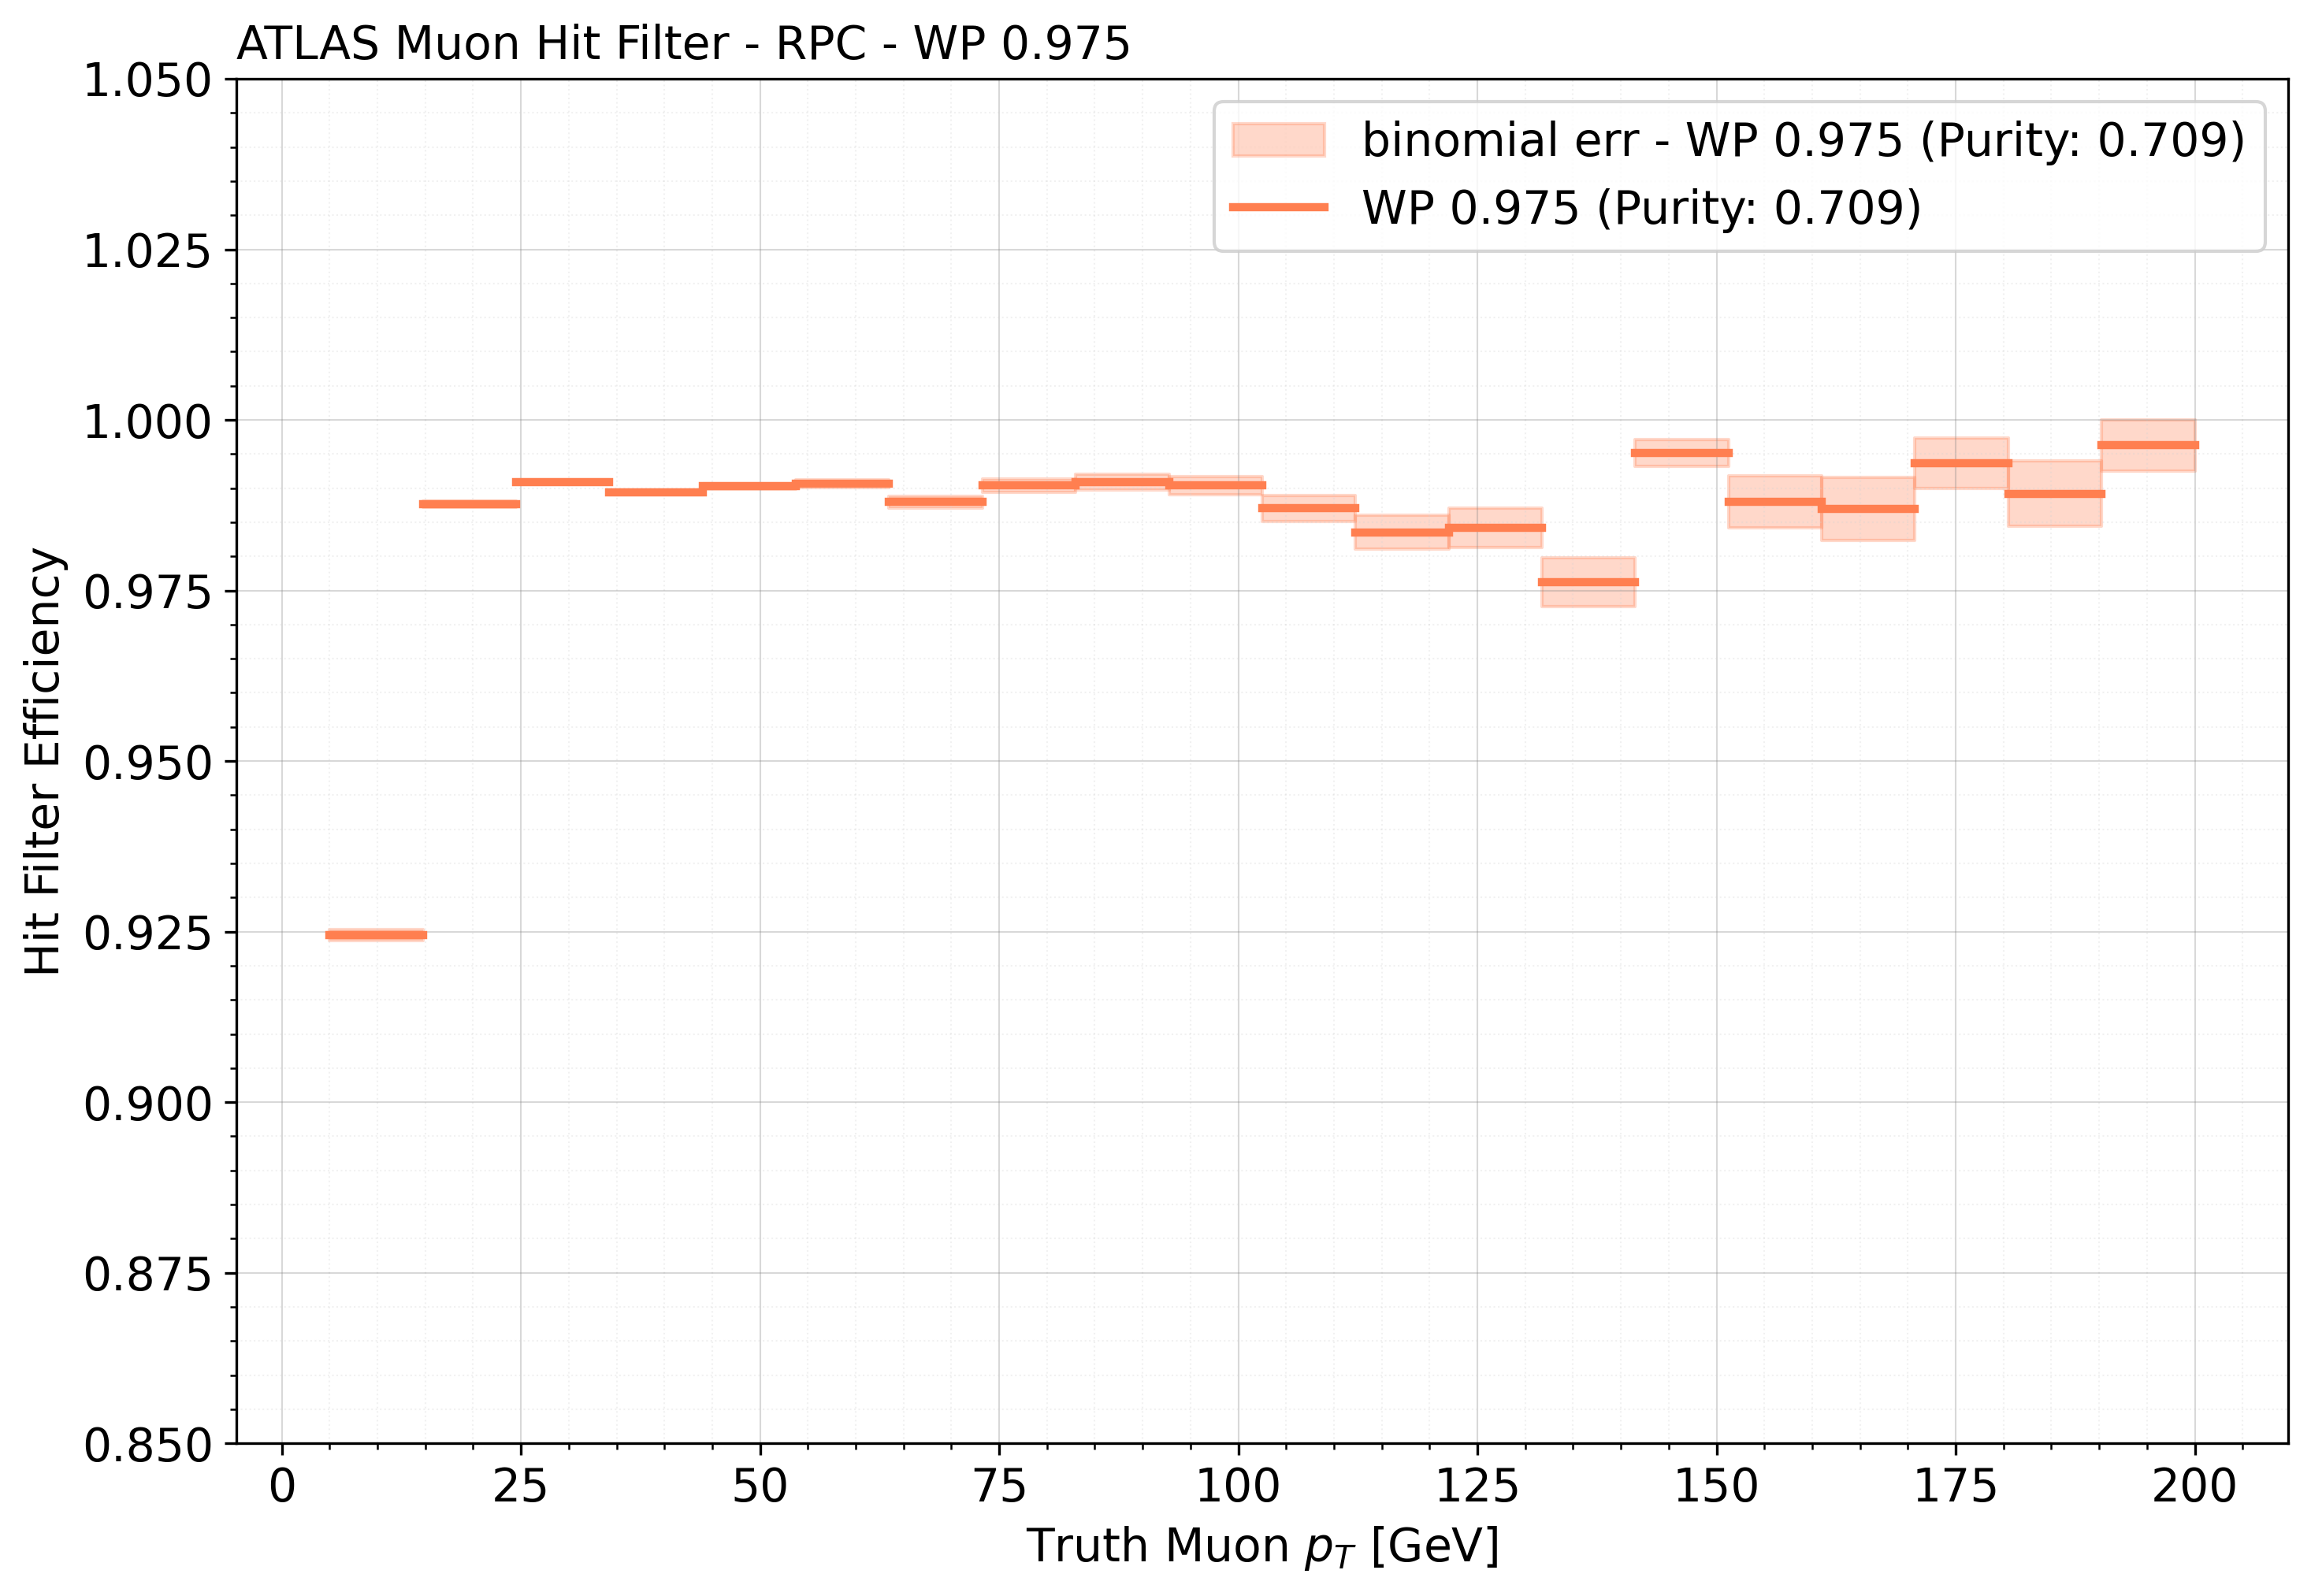 ATLAS Muon Hit Filter - RPC - WP 0.975
binomial err - WP 0.975 (Purity: 0.709)
WP 0.975 (Purity: 0.709)
Hit Filter Efficiency
1.050
1.025
1.000
0.975
0.950
0.925
0.900
0.875
0.850
0 25 50 75 100 125 150 175 200
Truth Muon p_T [GeV]